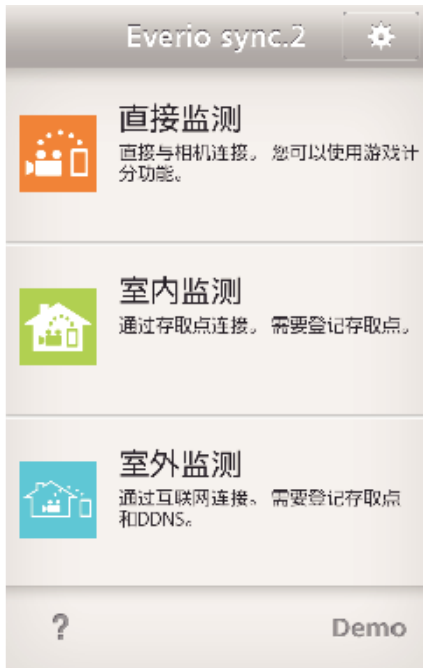 Everio sync.2
直接监测
直接与相机连接。 您可以使用游戏计
分功能。
室内监测
通过存取点连接。 需要登记存取点。
室外监测
通过互联网连接。 需要登记存取点
和DDNS。
?
Demo